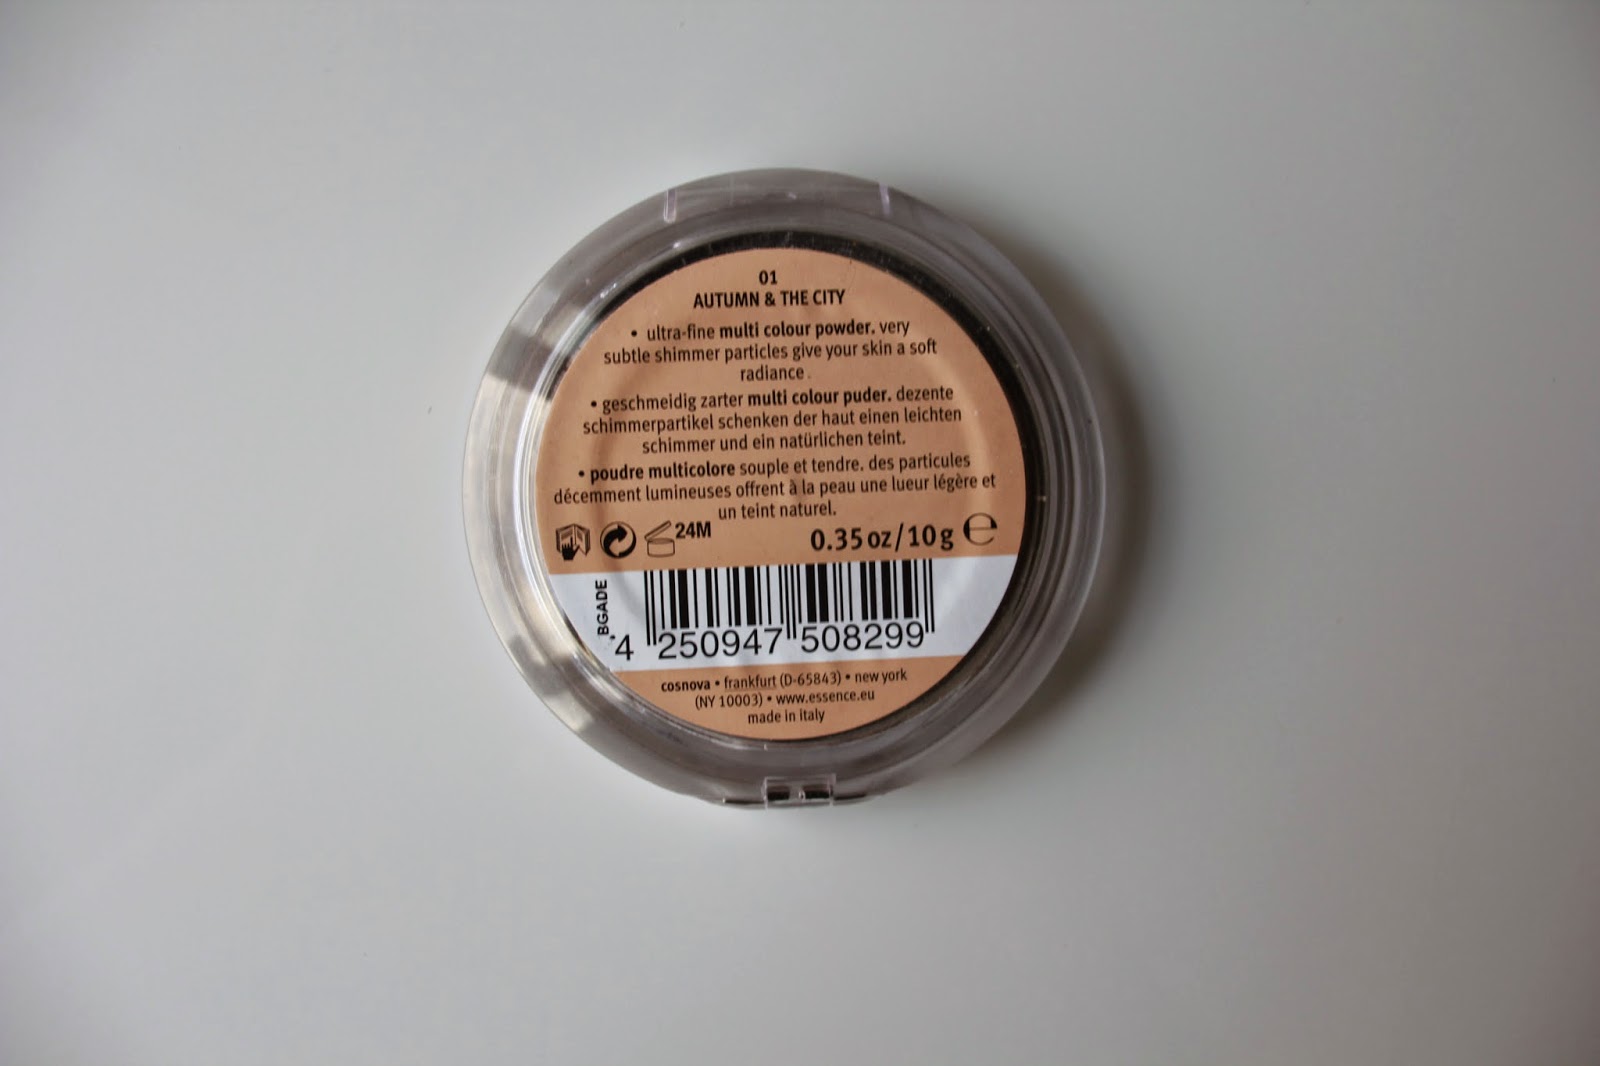 01
AUTUMN & THE CITY
• ultra-fine multi colour powder. very
subtle shimmer particles give your skin a soft
radiance.
• geschmeidig zarter multi colour puder. dezente
schimmerpartikel schenken der haut einen leichten
schimmer und ein natürlichen teint.
• poudre multicolore souple et tendre. des particules
décemment lumineuses offrent à la peau une lueur légère et
un teint naturel.
24M
0.35 oz/10 g ℮
BGADE
4 250947 508299
cosnova • frankfurt (D-65843) • new york
(NY 10003) • www.essence.eu
made in italy